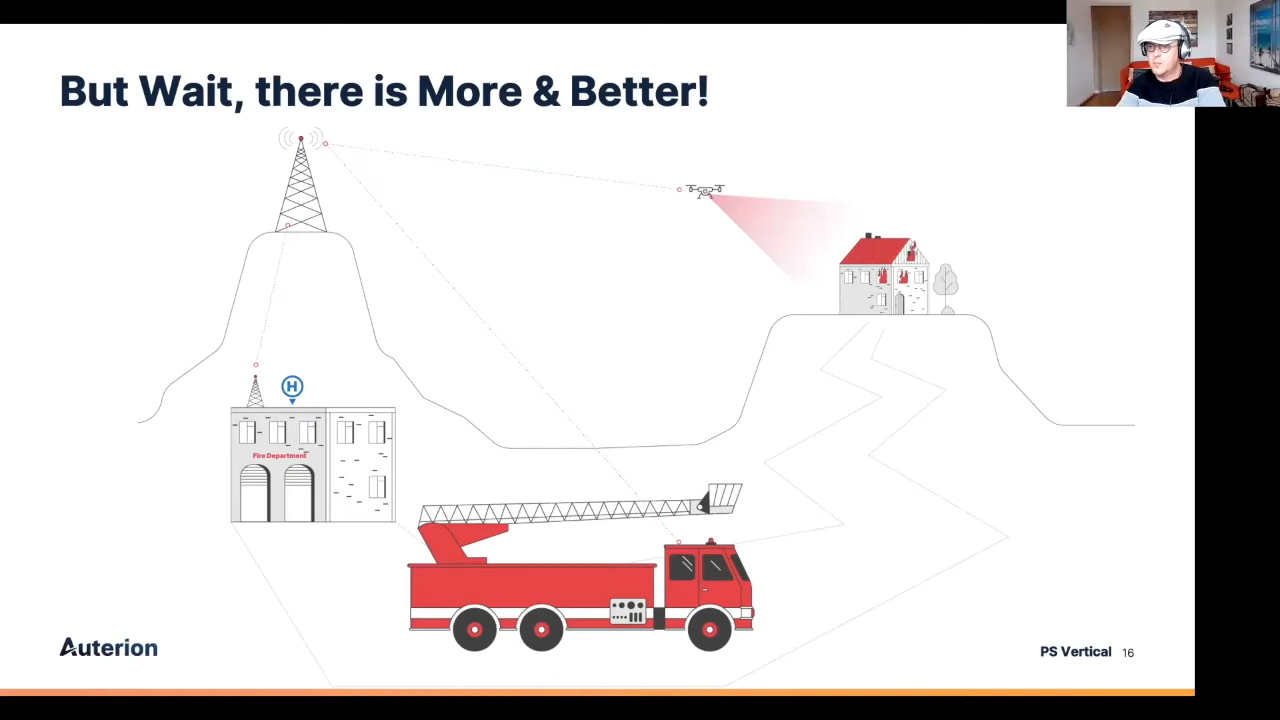 But Wait, there is More & Better!
H
Fire Department
Auterion
PS Vertical 16